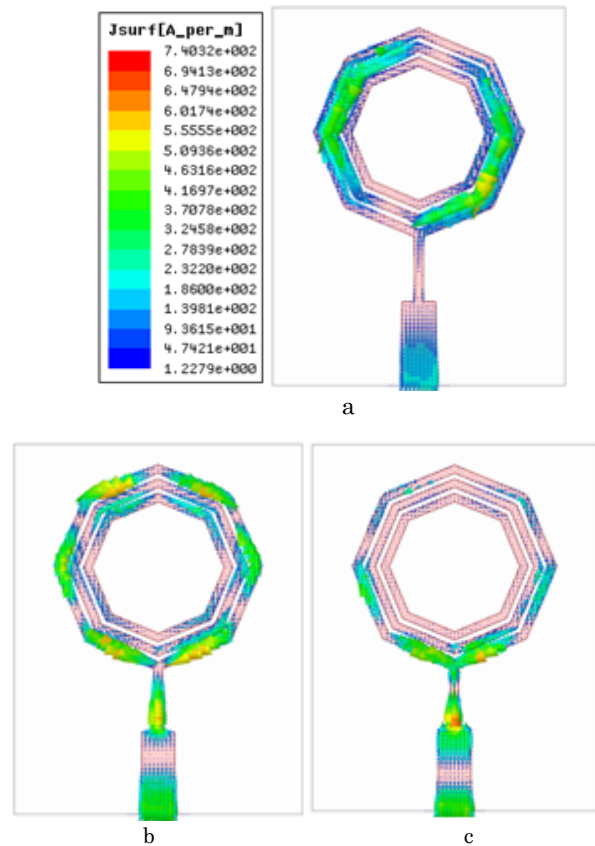 Jsurf[A_per_m]
7.4032e+002
6.9413e+002
6.4794e+002
6.0174e+002
5.5555e+002
5.0936e+002
4.6316e+002
4.1697e+002
3.7078e+002
3.2458e+002
2.7839e+002
2.3220e+002
1.8600e+002
1.3981e+002
9.3615e+001
4.7421e+001
1.2279e+000
a
b
c